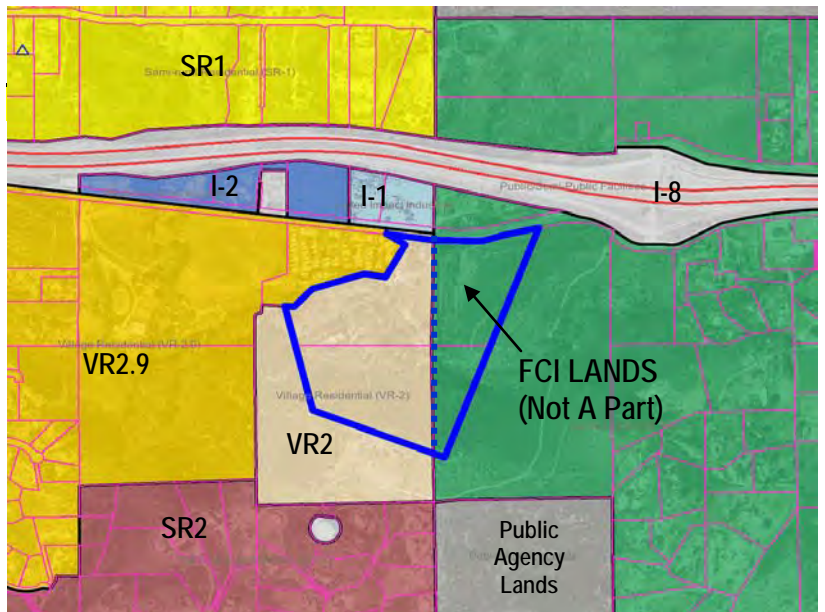 SR1
Semi-rural Residential (SR-1)
I-2
I-1
I-8
Public/Semi-Public Facilities
Village Residential (VR-2.9)
VR2.9
FCI LANDS
(Not A Part)
Village Residential (VR-2)
VR2
SR2
Public
Agency
Lands